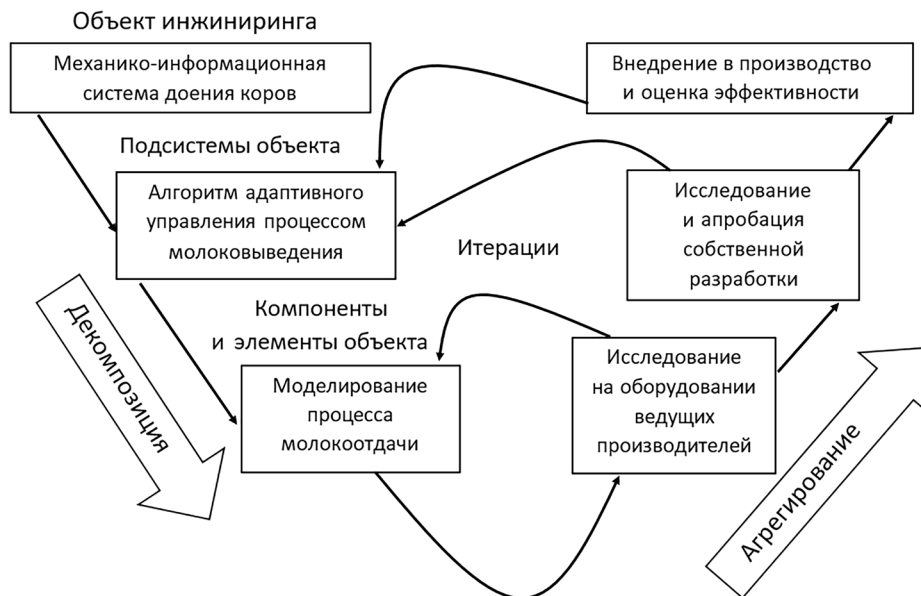 Объект инжиниринга
Механико-информационная
система доения коров
Подсистемы объекта
Алгоритм адаптивного
управления процессом
молоковыведения
Компоненты
и элементы объекта
Моделирование
процесса
молокоотдачи
Декомпозиция
Итерации
Внедрение в производство
и оценка эффективности
Исследование
и апробация
собственной
разработки
Исследование
на оборудовании
ведущих
производителей
Агрегирование